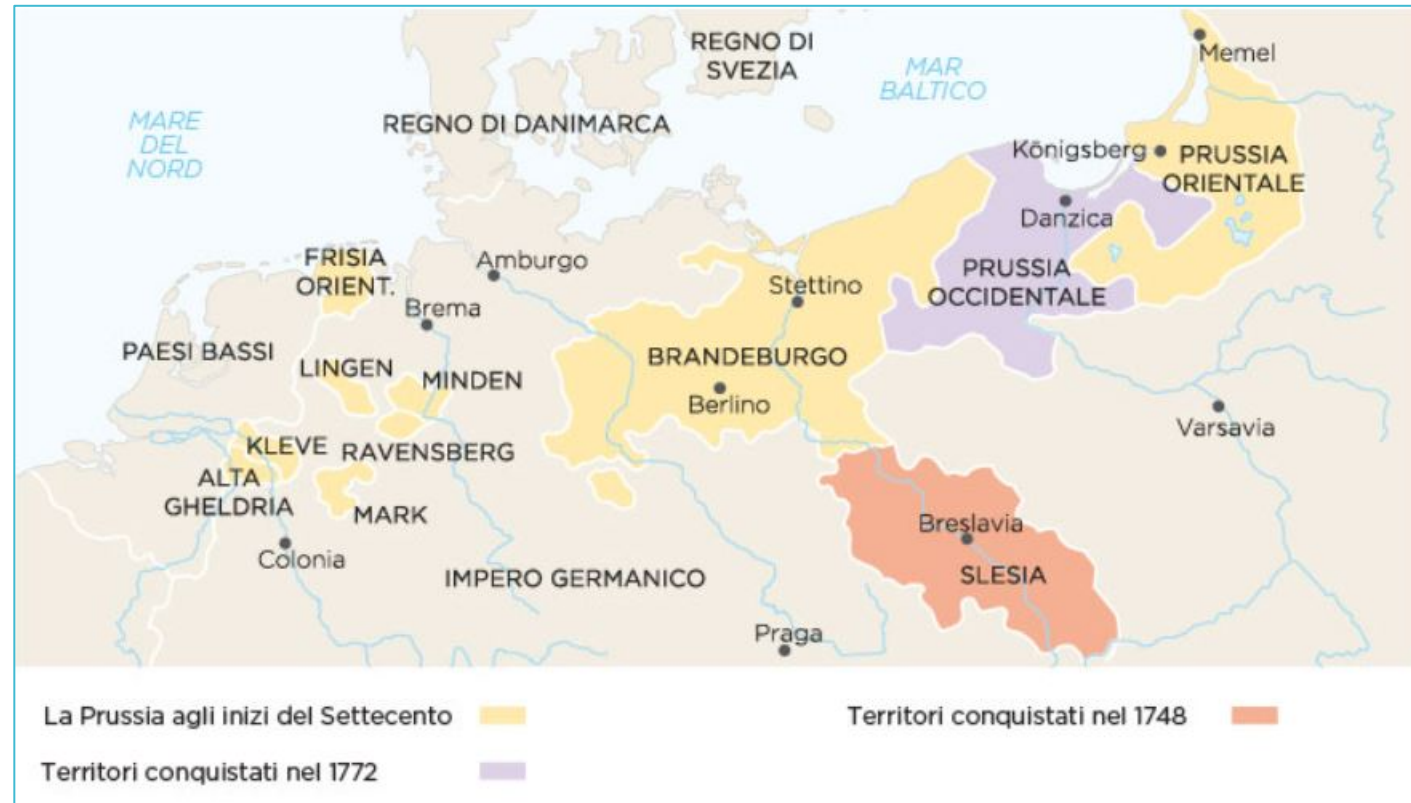 REGNO DI
SVEZIA
MAR
BALTICO
Memel
MARE
DEL
NORD
REGNO DI DANIMARCA
Königsberg
PRUSSIA
ORIENTALE
Danzica
FRISIA
ORIENT.
Amburgo
Stettino
PRUSSIA
OCCIDENTALE
Brema
PAESI BASSI
LINGEN
MINDEN
BRANDEBURGO
Berlino
Varsavia
KLEVE
RAVENSBERG
ALTA
GHELDRIA
MARK
Colonia
Breslavia
SLESIA
IMPERO GERMANICO
Praga
La Prussia agli inizi del Settecento
Territori conquistati nel 1748
Territori conquistati nel 1772